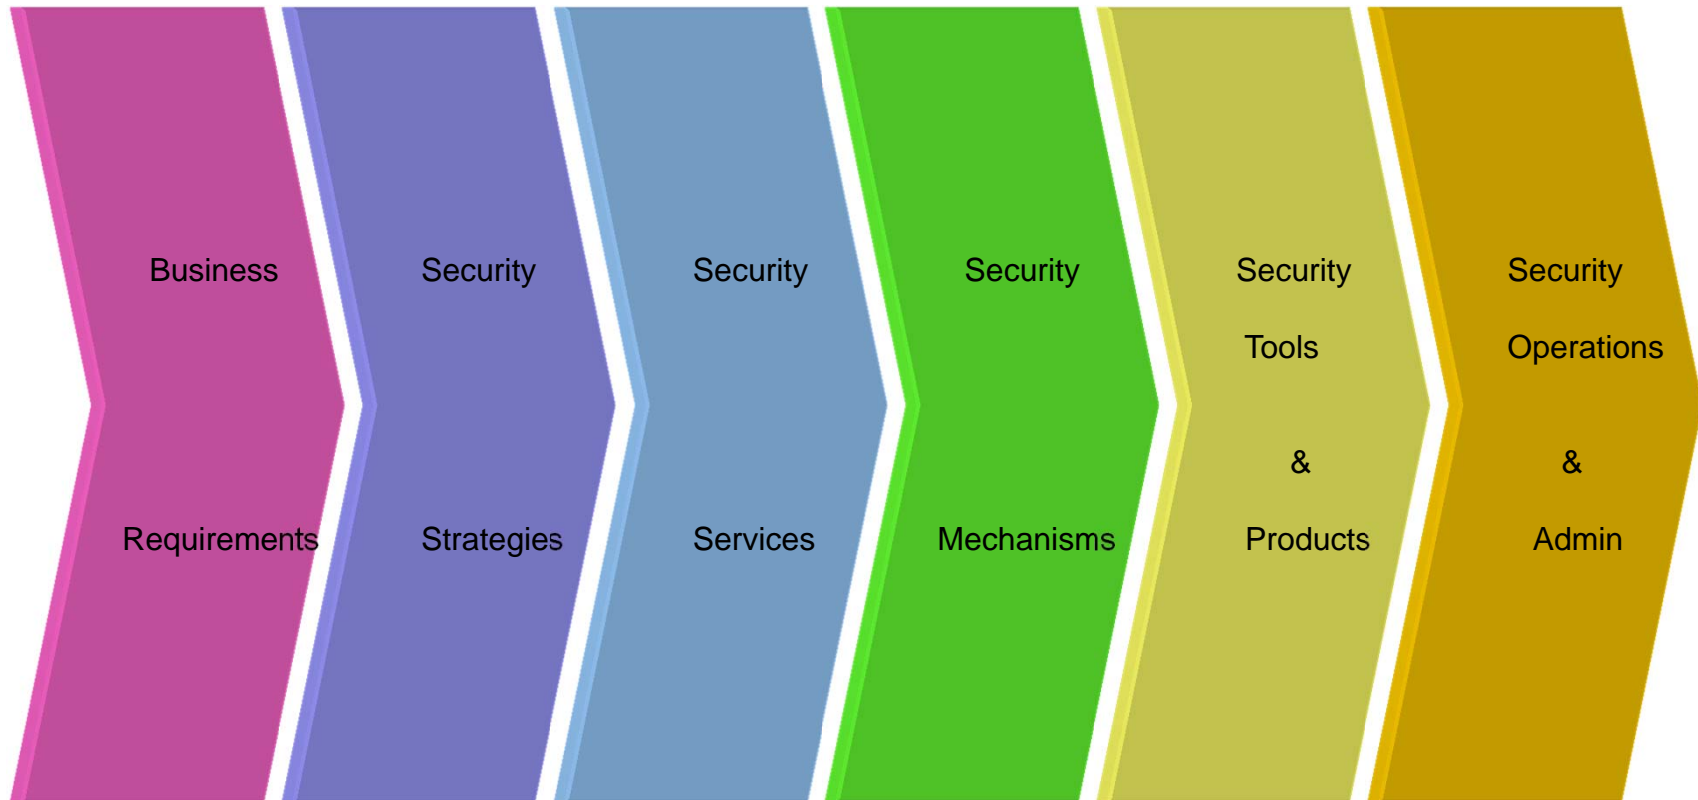 Business
Requirements
Security
Strategies
Security
Services
Security
Mechanisms
Security
Tools
&
Products
Security
Operations
&
Admin